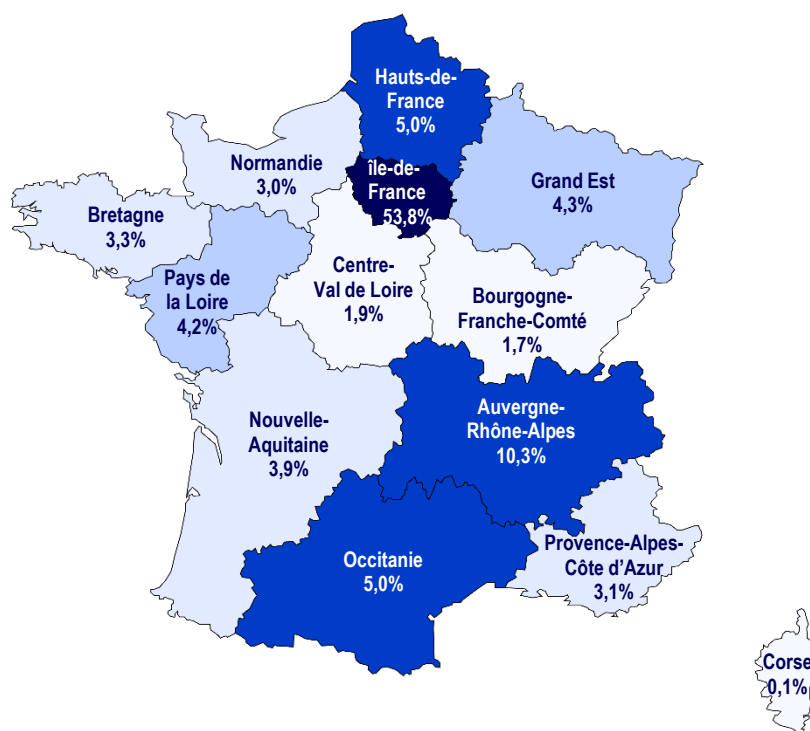 Hauts-de-
France
5,0%
Normandie
3,0%
île-de-
France
53,8%
Grand Est
4,3%
Bretagne
3,3%
Pays de
la Loire
4,2%
Centre-
Val de Loire
1,9%
Bourgogne-
Franche-Comté
1,7%
Nouvelle-
Aquitaine
3,9%
Auvergne-
Rhône-Alpes
10,3%
Occitanie
5,0%
Provence-Alpes-
Côte d’Azur
3,1%
Corse
0,1%